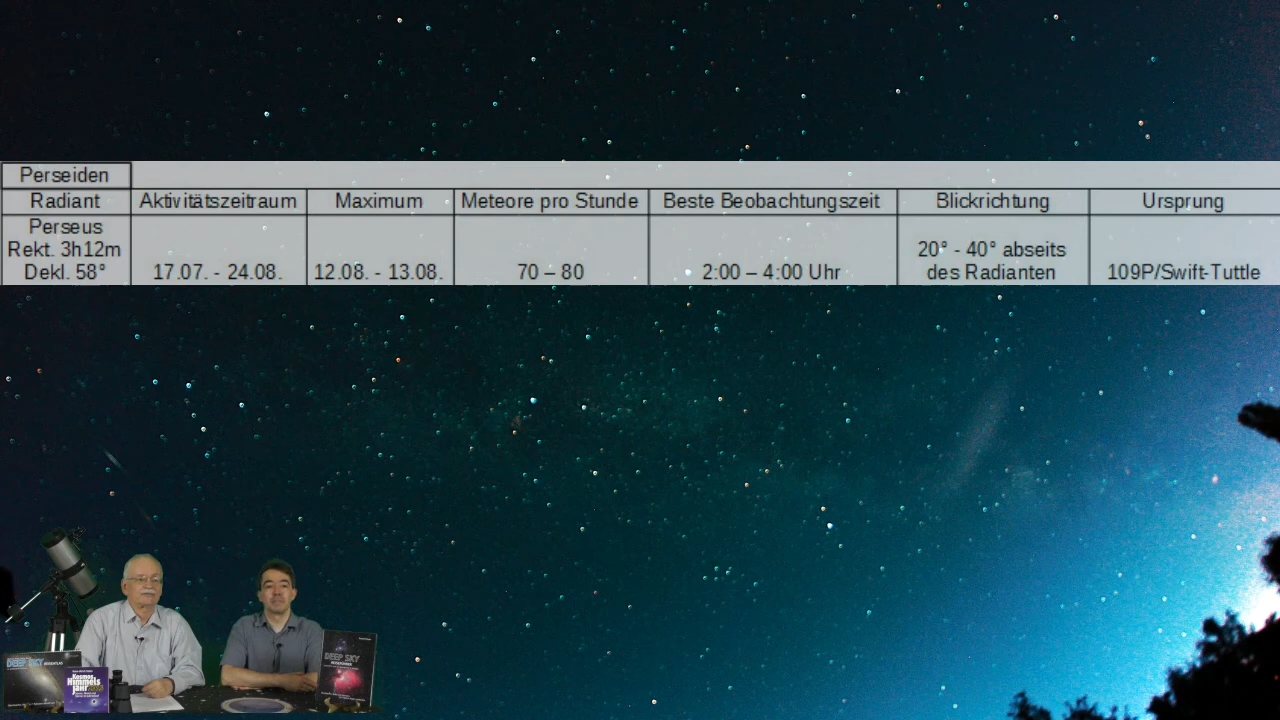 Perseiden
Radiant Aktivitätszeitraum Maximum Meteore pro Stunde Beste Beobachtungszeit Blickrichtung Ursprung
Perseus
Rekt. 3h12m
Dekl. 58°
17.07. - 24.08.
12.08. - 13.08.
70 – 80
2:00 – 4:00 Uhr
20° - 40° abseits
des Radianten
109P/Swift-Tuttle
DEEP SKY
Kosmos
Himmels
jahr
DEEP SKY